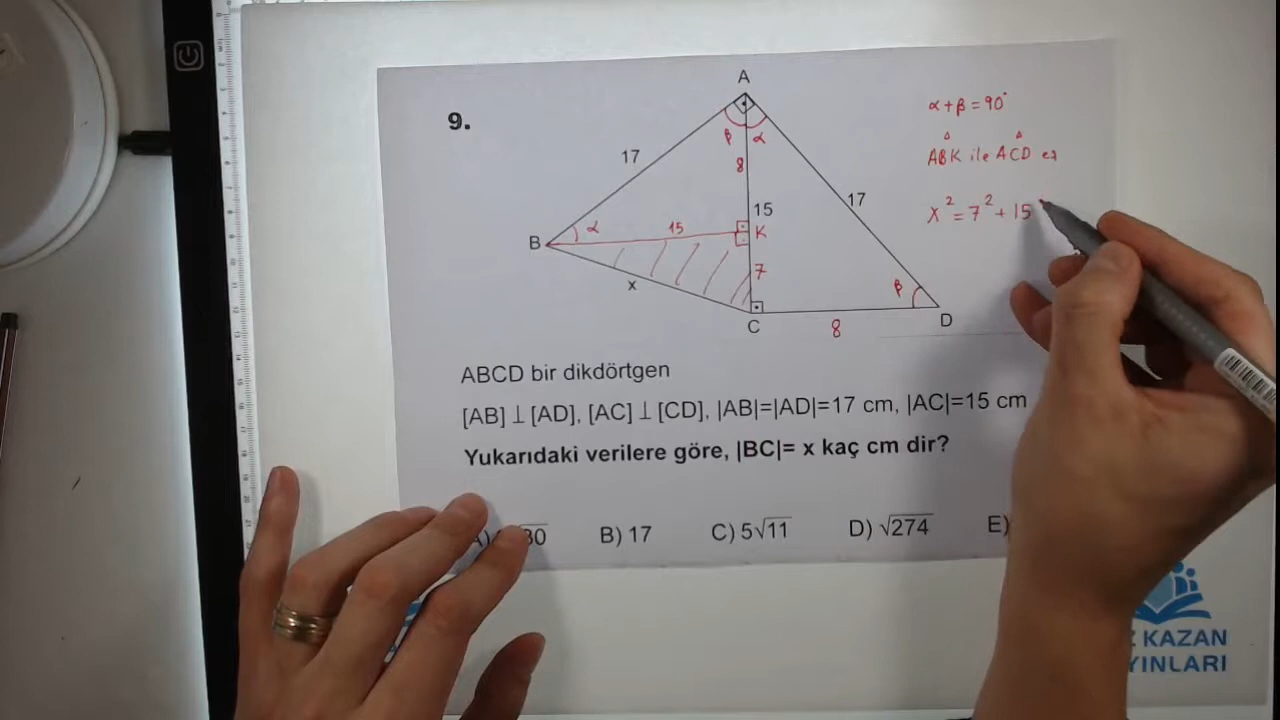 9.
A
α+β=90°
17
β
α
8
ABK ile ACD eş
15
17
x²=7²+15
B
α
15
K
x
7
β
C
D
8
ABCD bir dikdörtgen
[AB]⊥[AD], [AC]⊥[CD], |AB|=|AD|=17 cm, |AC|=15 cm
Yukarıdaki verilere göre, |BC|= x kaç cm dir?
B) 17 C) 5√11 D) √274 E)
KAZAN
YINLARI